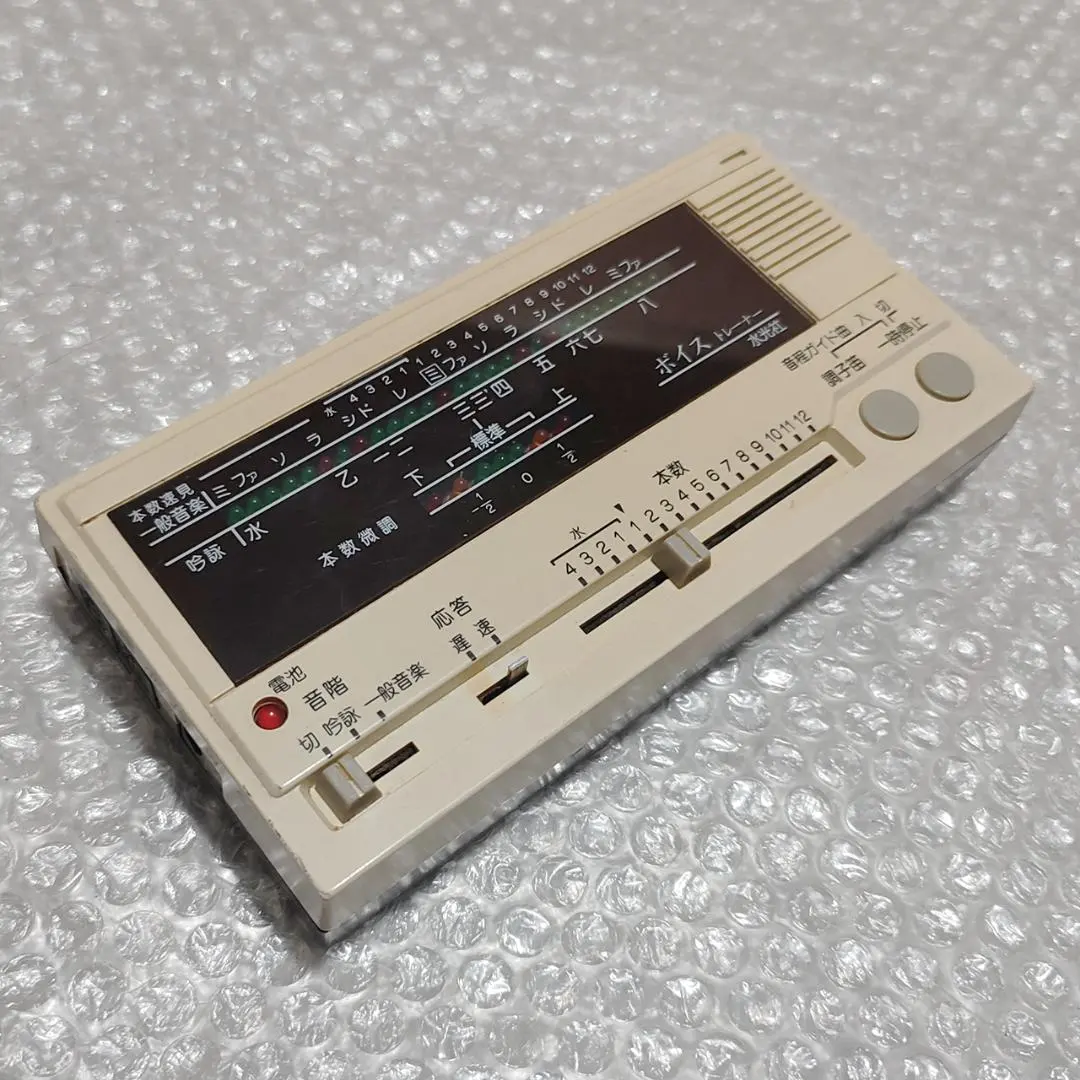 水 4 3 2 1 1 2 3 4 5 6 7 8 9 10 11 12
本数速見
一般音楽 ミ ファ ソ ラ シ ド レ ミ ファ ソ ラ シ ド レ ミ ファ
吟詠 水 乙 一 二 三 三' 四 五 六 七 八
下 標準 上
本数微調 -1/2 0 1/2
ボイストレーナー
水光社
音程ガイド笛 入 切
調子笛 一時停止
本数
水
4 3 2 1 1 2 3 4 5 6 7 8 9 10 11 12
応答
遅 速
電池
音階
切 吟詠 一般音楽